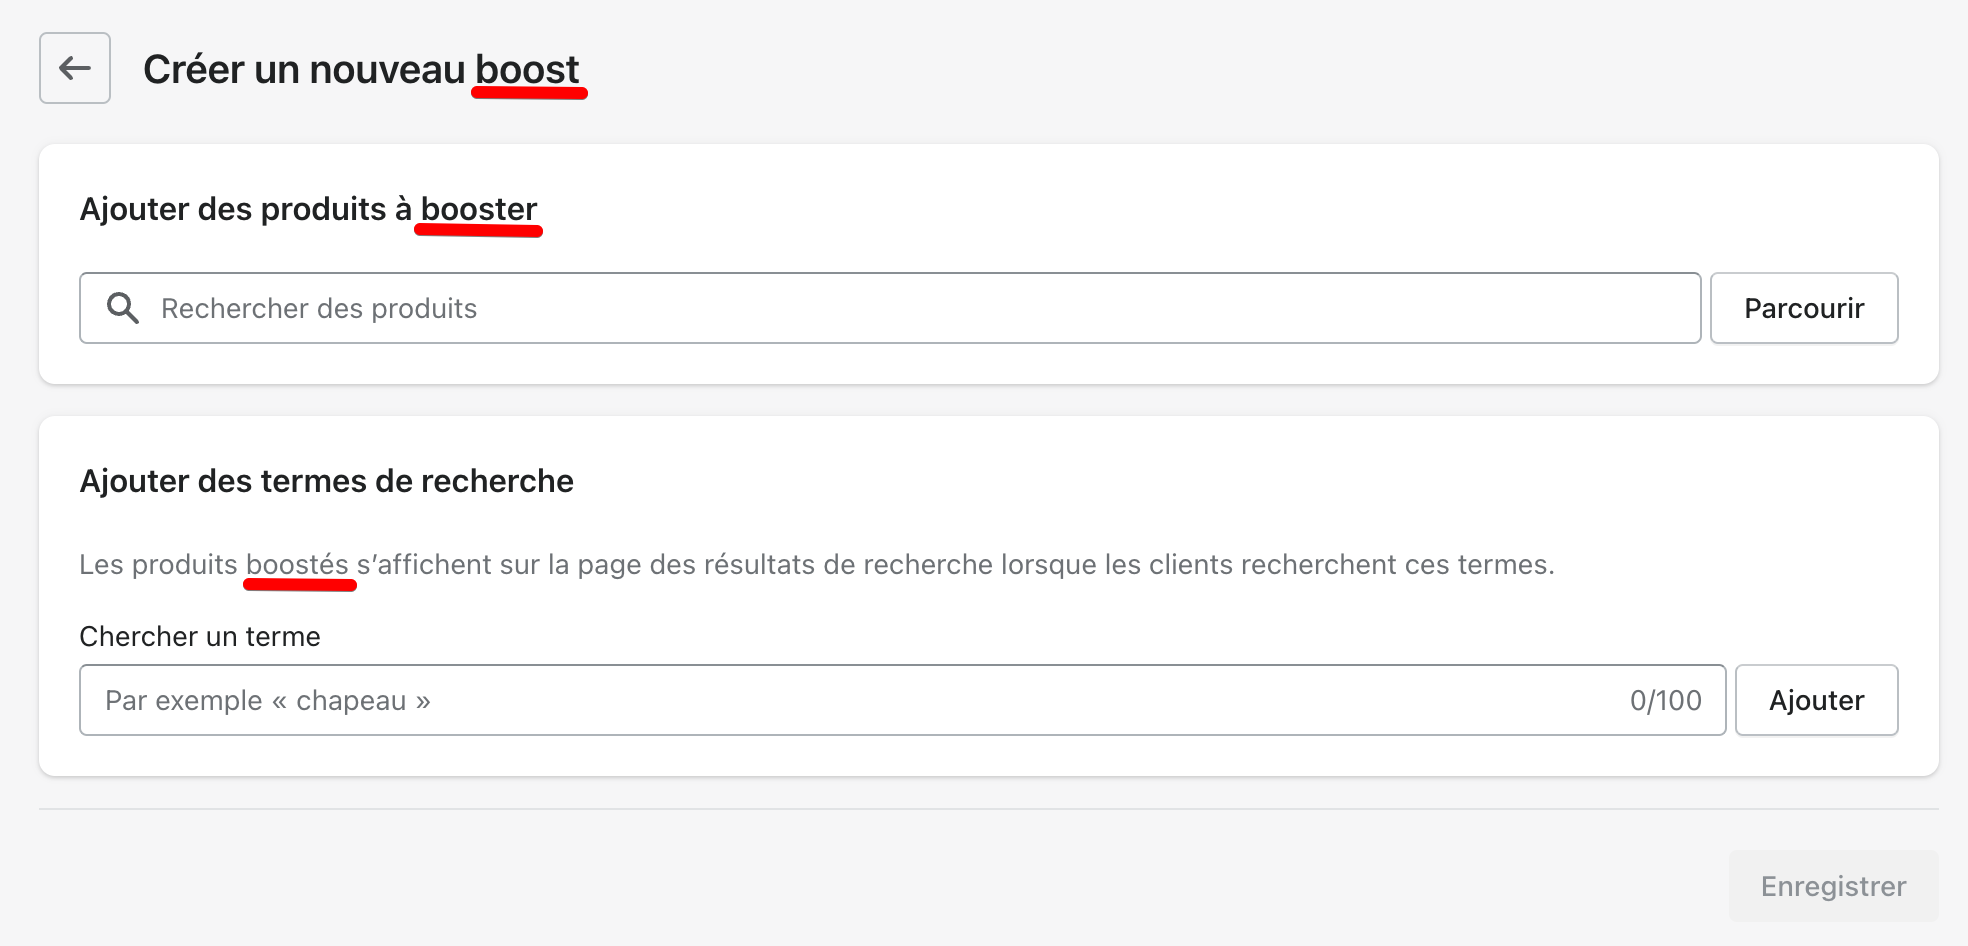 Créer un nouveau boost
Ajouter des produits à booster
Rechercher des produits
Parcourir
Ajouter des termes de recherche
Les produits boostés s’affichent sur la page des résultats de recherche lorsque les clients recherchent ces termes.
Chercher un terme
Par exemple « chapeau »
0/100
Ajouter
Enregistrer